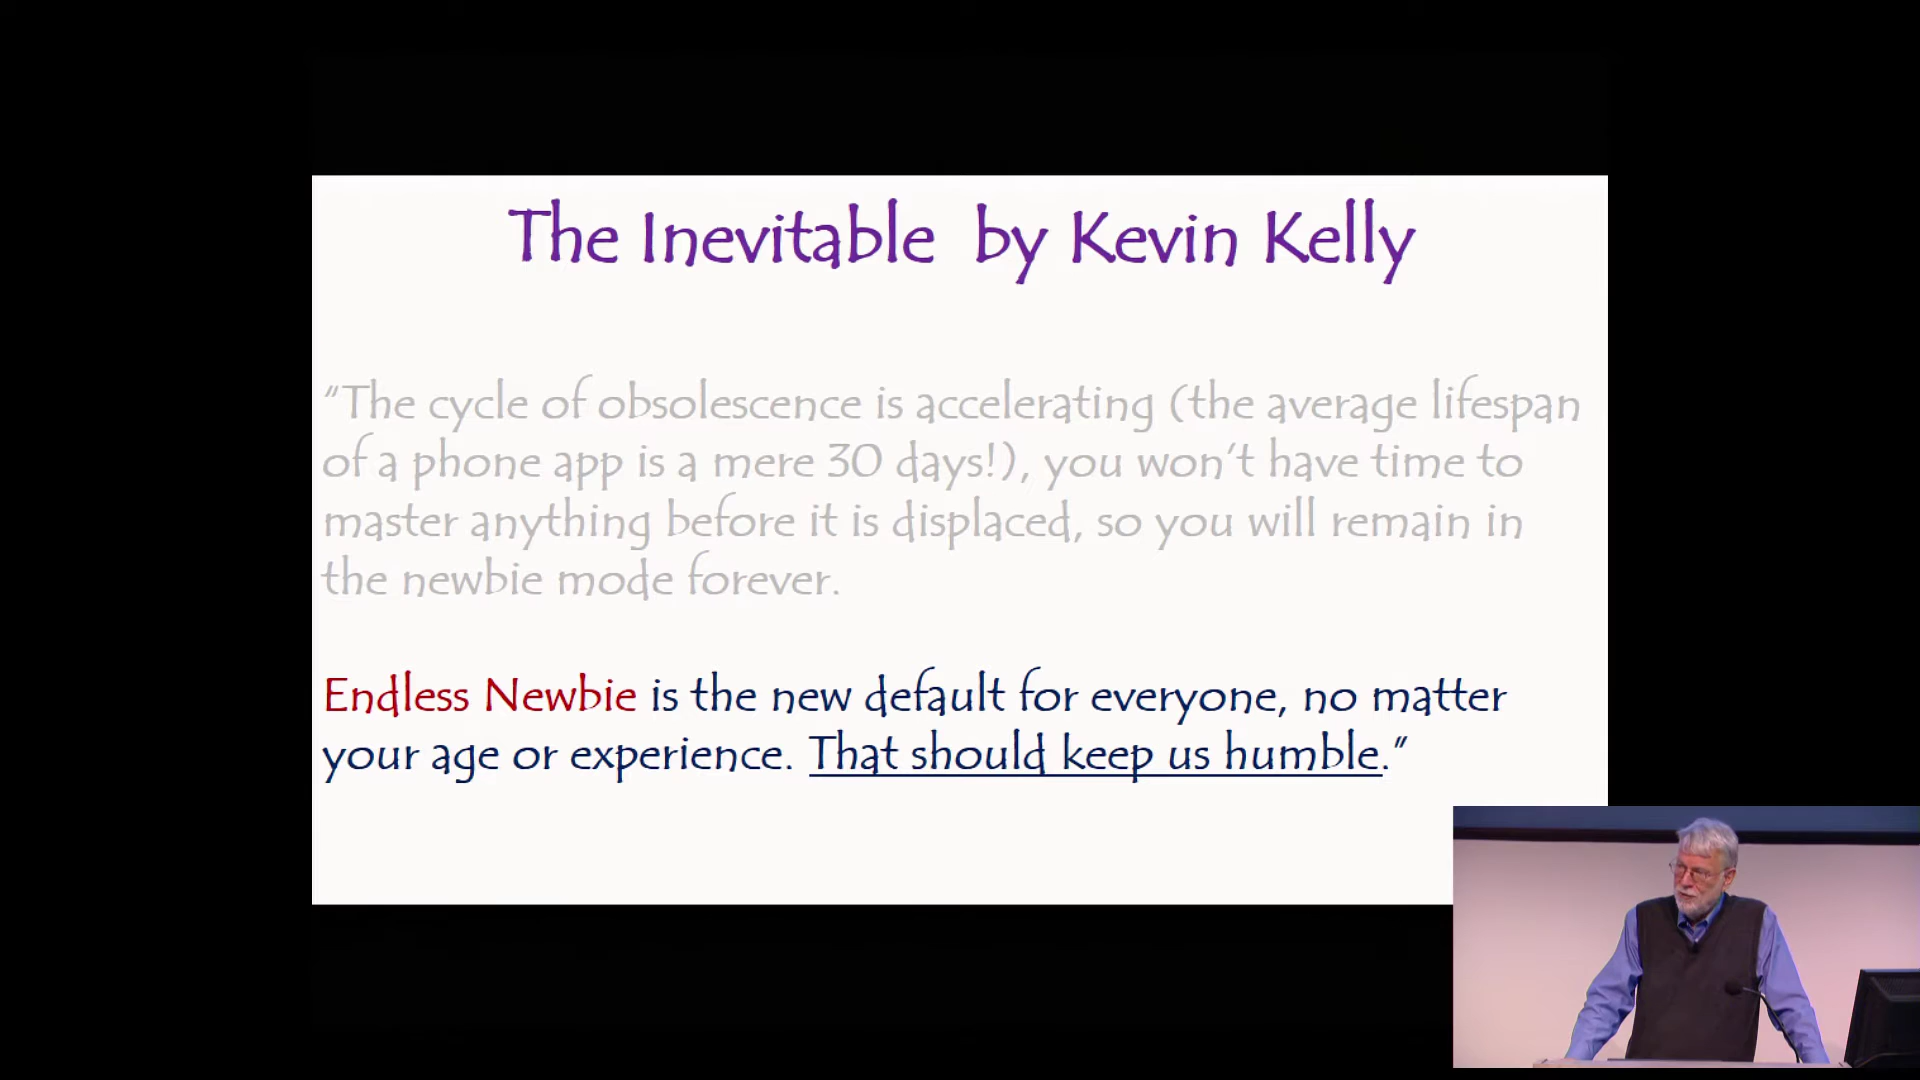 The Inevitable by Kevin Kelly
“The cycle of obsolescence is accelerating (the average lifespan
of a phone app is a mere 30 days!), you won’t have time to
master anything before it is displaced, so you will remain in
the newbie mode forever.
Endless Newbie is the new default for everyone, no matter
your age or experience. That should keep us humble.”